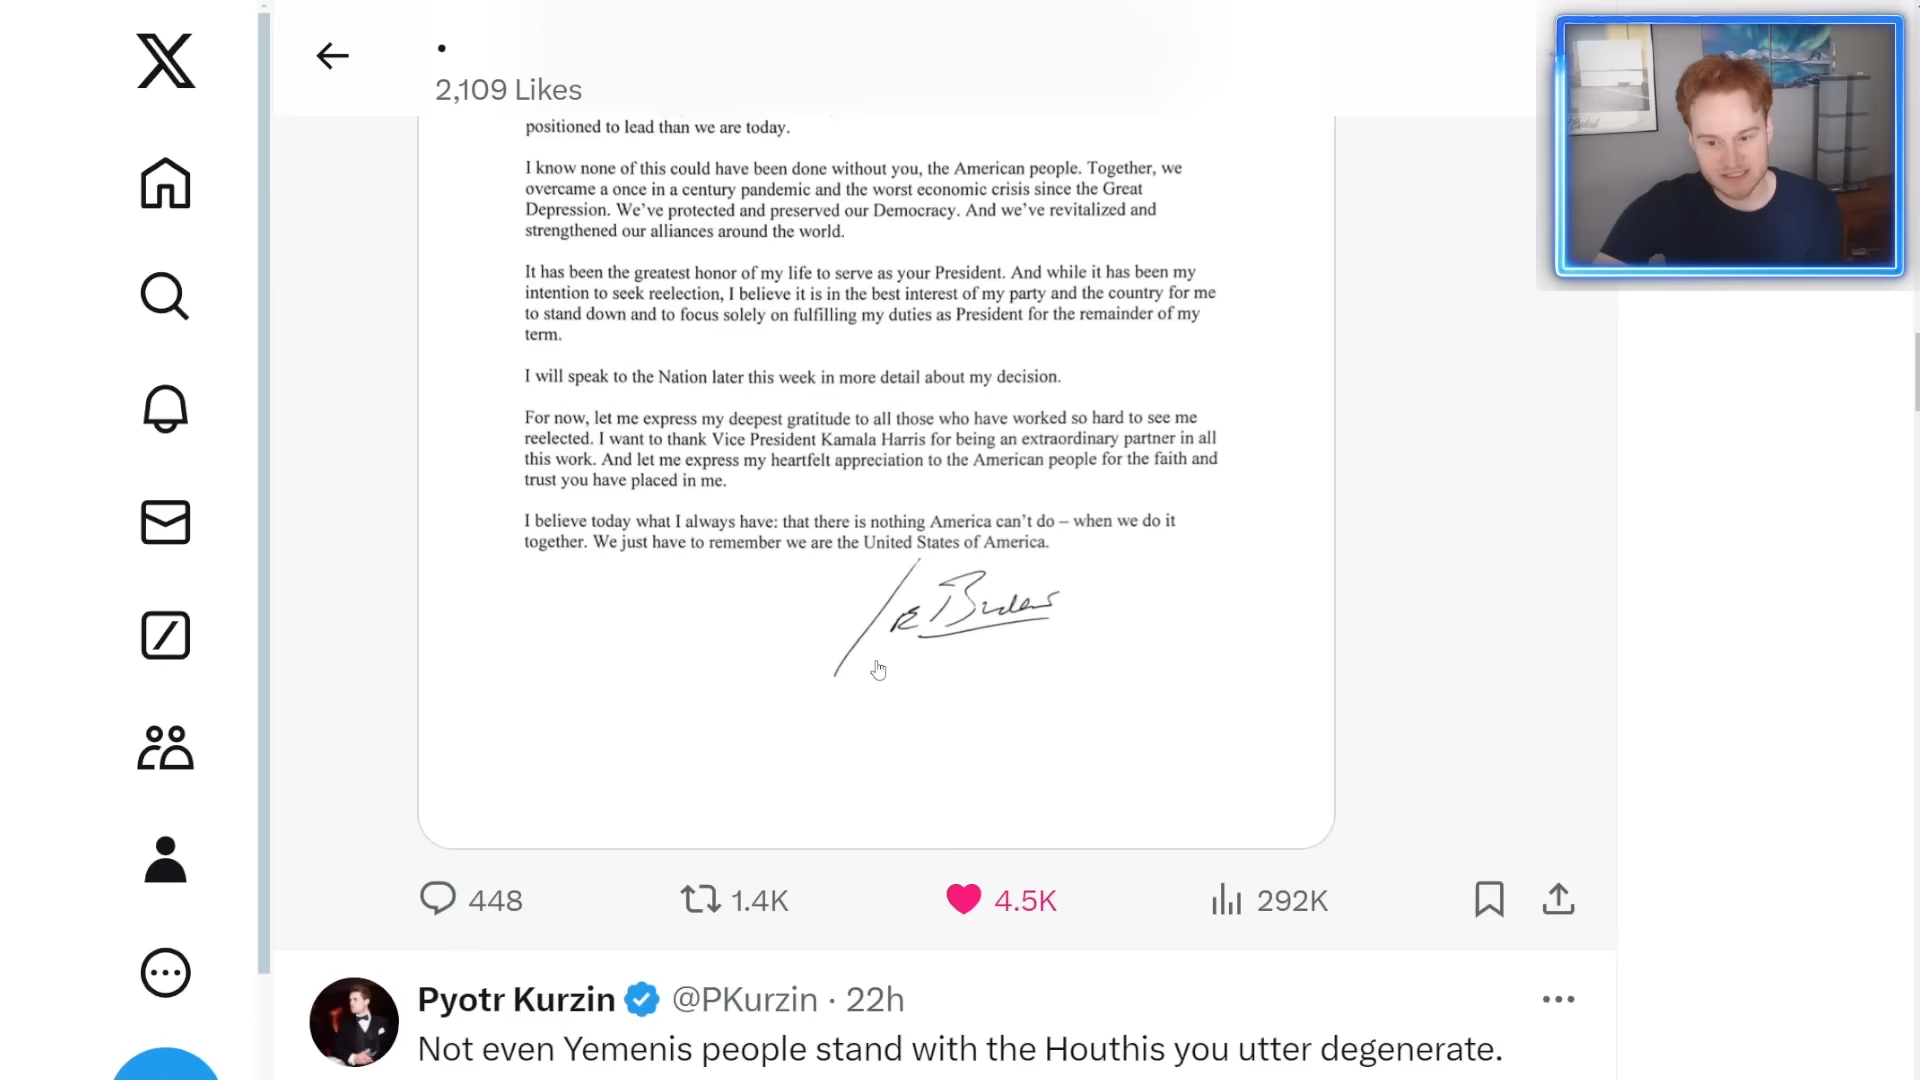 2,109 Likes
positioned to lead than we are today.
I know none of this could have been done without you, the American people. Together, we
overcame a once in a century pandemic and the worst economic crisis since the Great
Depression. We've protected and preserved our Democracy. And we've revitalized and
strengthened our alliances around the world.
It has been the greatest honor of my life to serve as your President. And while it has been my
intention to seek reelection, I believe it is in the best interest of my party and the country for me
to stand down and to focus solely on fulfilling my duties as President for the remainder of my
term.
I will speak to the Nation later this week in more detail about my decision.
For now, let me express my deepest gratitude to all those who have worked so hard to see me
reelected. I want to thank Vice President Kamala Harris for being an extraordinary partner in all
this work. And let me express my heartfelt appreciation to the American people for the faith and
trust you have placed in me.
I believe today what I always have: that there is nothing America can't do – when we do it
together. We just have to remember we are the United States of America.
Joe Biden
448 1.4K 4.5K 292K
Pyotr Kurzin @PKurzin · 22h
Not even Yemenis people stand with the Houthis you utter degenerate.